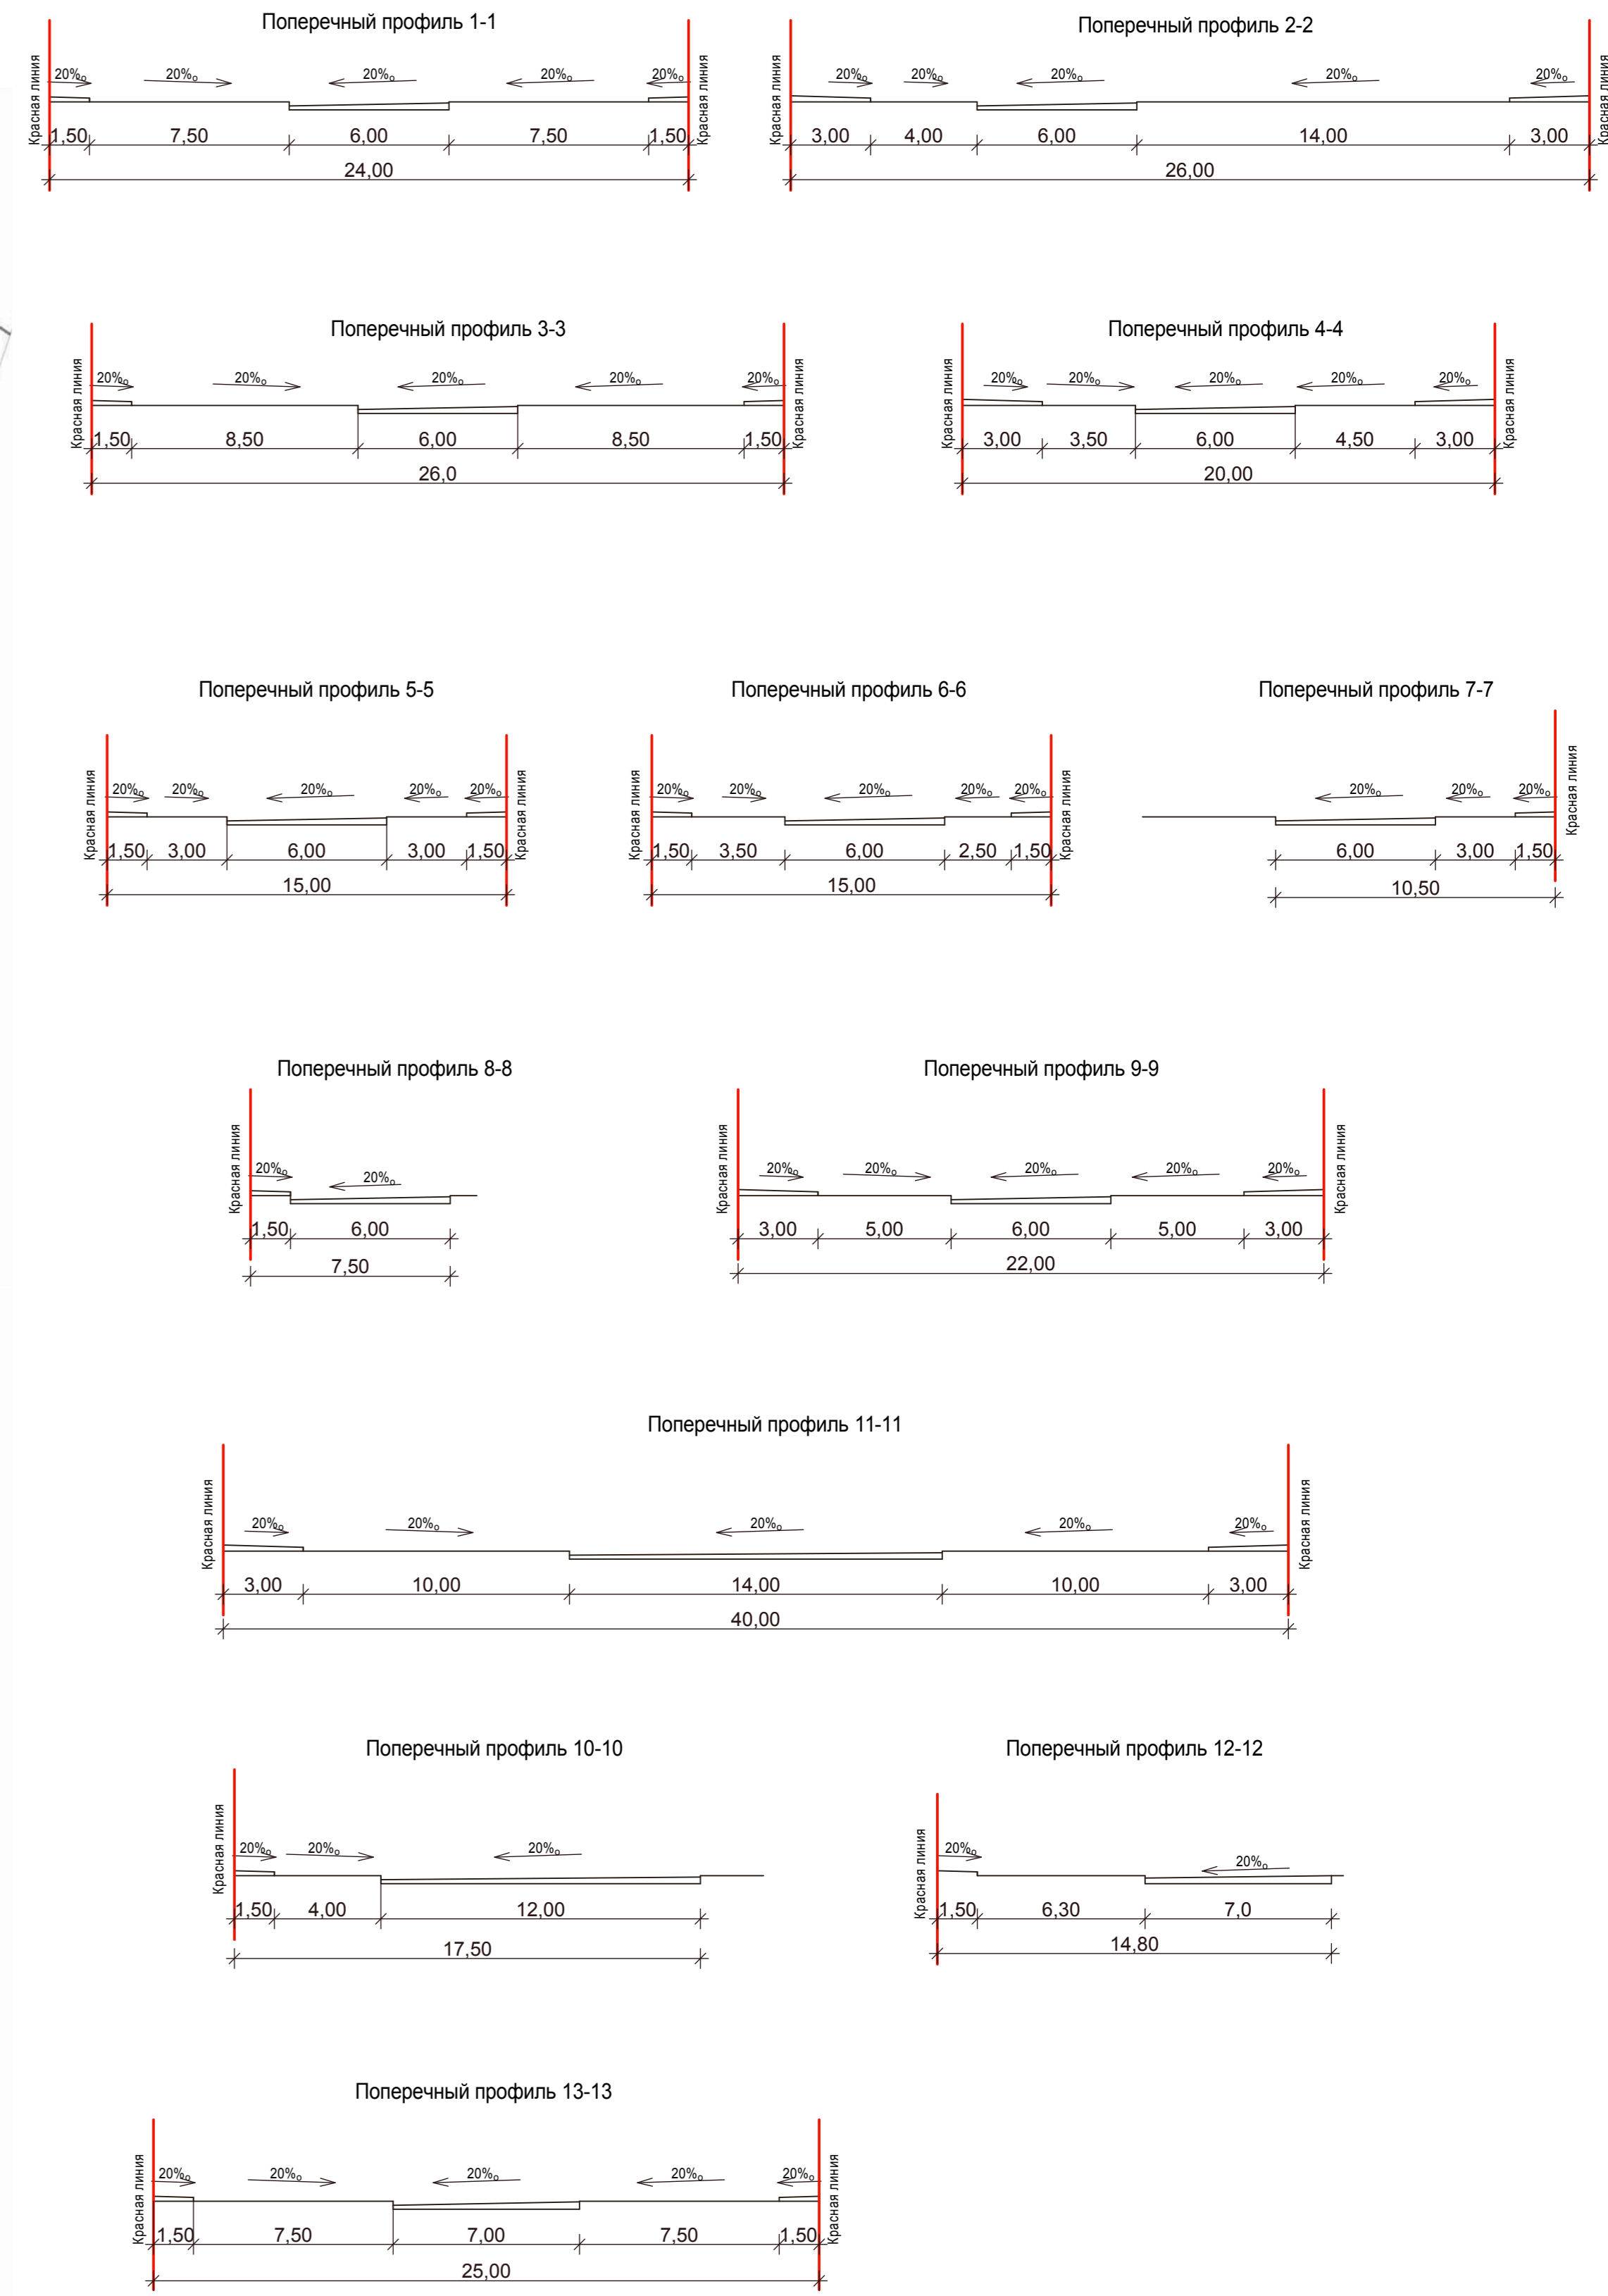 Поперечный профиль 1-1
Красная линия
20‰ 20‰ 20‰ 20‰ 20‰
Красная линия
1,50 7,50 6,00 7,50 1,50
24,00
Поперечный профиль 2-2
Красная линия
20‰ 20‰ 20‰ 20‰ 20‰
Красная линия
3,00 4,00 6,00 14,00 3,00
26,00
Поперечный профиль 3-3
Красная линия
20‰ 20‰ 20‰ 20‰ 20‰
Красная линия
1,50 8,50 6,00 8,50 1,50
26,0
Поперечный профиль 4-4
Красная линия
20‰ 20‰ 20‰ 20‰ 20‰
Красная линия
3,00 3,50 6,00 4,50 3,00
20,00
Поперечный профиль 5-5
Красная линия
20‰ 20‰ 20‰ 20‰ 20‰
Красная линия
1,50 3,00 6,00 3,00 1,50
15,00
Поперечный профиль 6-6
Красная линия
20‰ 20‰ 20‰ 20‰ 20‰
Красная линия
1,50 3,50 6,00 2,50 1,50
15,00
Поперечный профиль 7-7
20‰ 20‰ 20‰
Красная линия
6,00 3,00 1,50
10,50
Поперечный профиль 8-8
Красная линия
20‰ 20‰
1,50 6,00
7,50
Поперечный профиль 9-9
Красная линия
20‰ 20‰ 20‰ 20‰ 20‰
Красная линия
3,00 5,00 6,00 5,00 3,00
22,00
Поперечный профиль 11-11
Красная линия
20‰ 20‰ 20‰ 20‰ 20‰
Красная линия
3,00 10,00 14,00 10,00 3,00
40,00
Поперечный профиль 10-10
Красная линия
20‰ 20‰ 20‰
1,50 4,00 12,00
17,50
Поперечный профиль 12-12
Красная линия
20‰ 20‰
1,50 6,30 7,0
14,80
Поперечный профиль 13-13
Красная линия
20‰ 20‰ 20‰ 20‰ 20‰
Красная линия
1,50 7,50 7,00 7,50 1,50
25,00